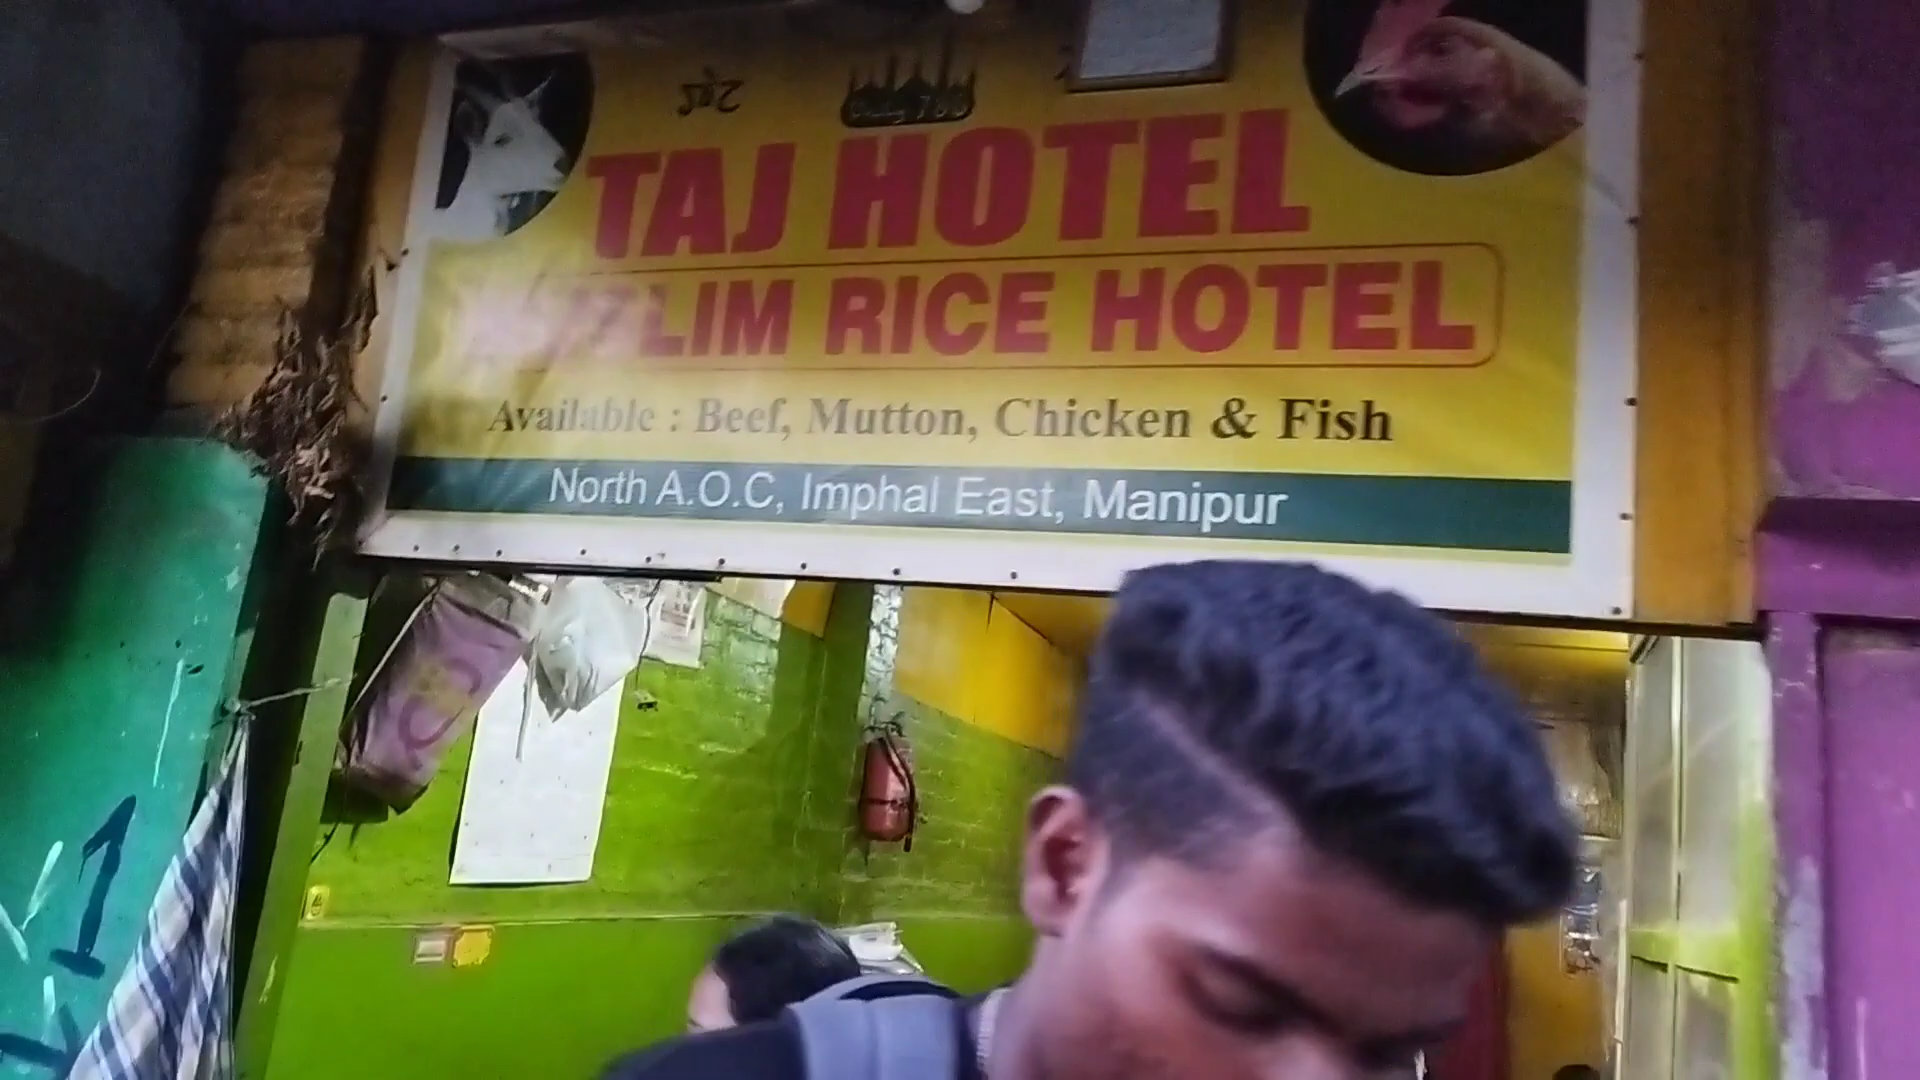 TAJ HOTEL
RICE HOTEL
Available : Beef, Mutton, Chicken & Fish
North A.O.C, Imphal East, Manipur